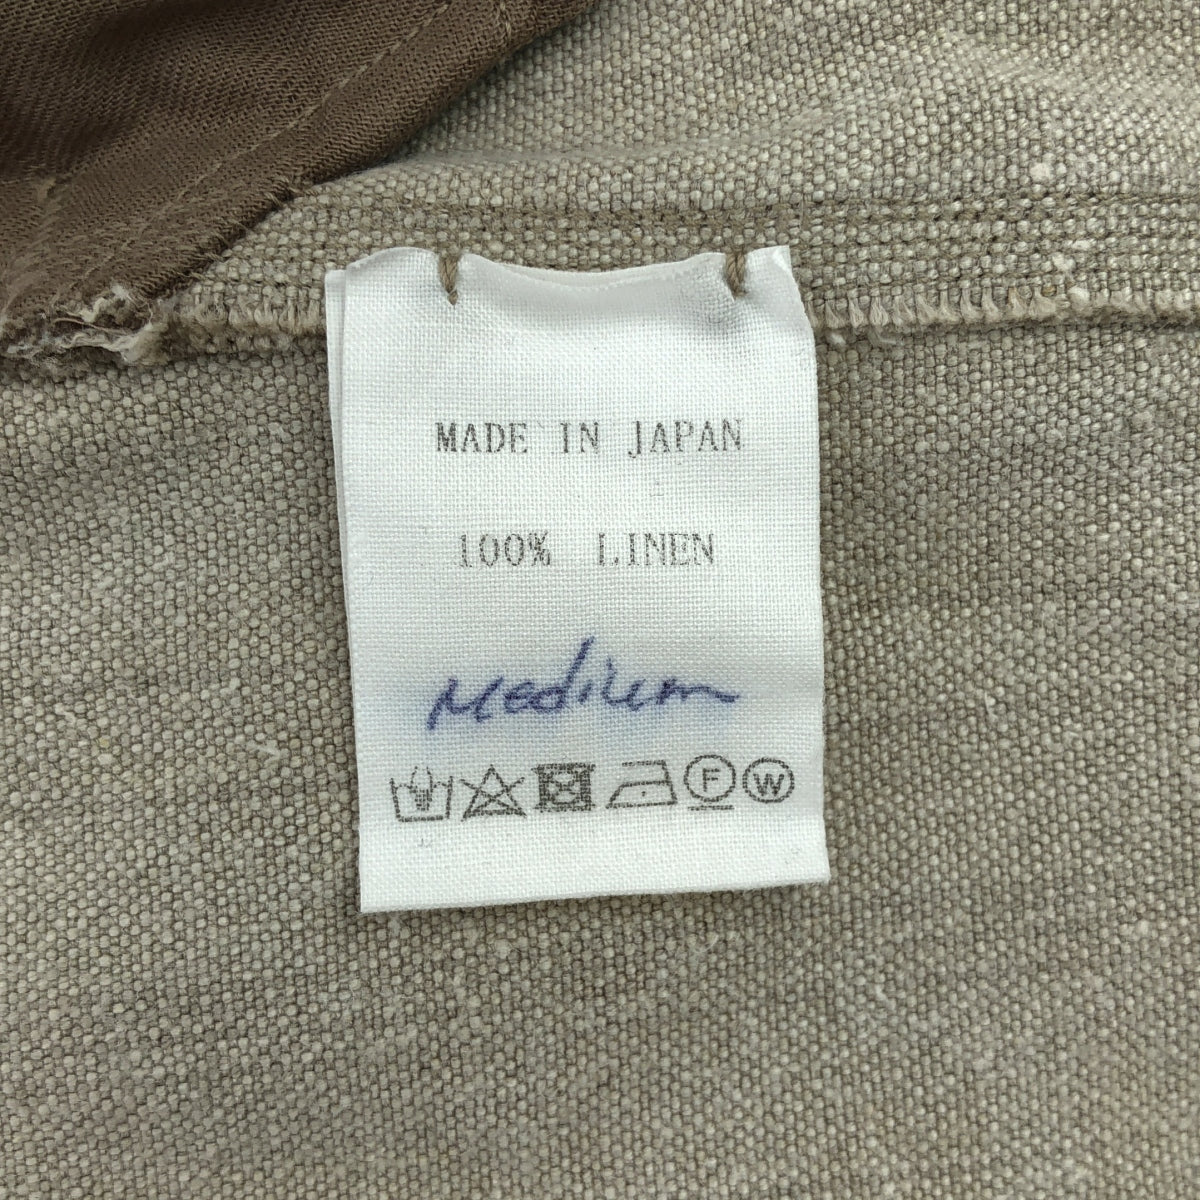 MADE IN JAPAN
100% LINEN
Medium
F W